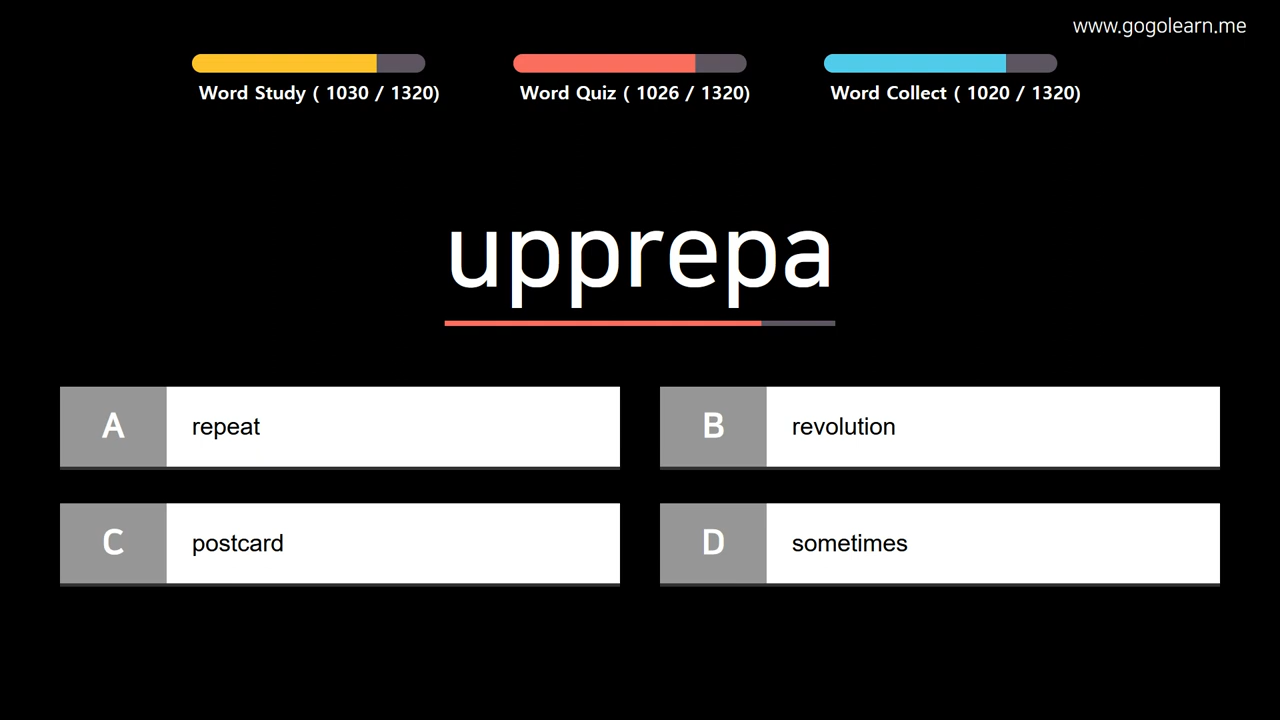 www.gogolearn.me
Word Study ( 1030 / 1320)
Word Quiz ( 1026 / 1320)
Word Collect ( 1020 / 1320)
upprepa
A repeat
B revolution
C postcard
D sometimes